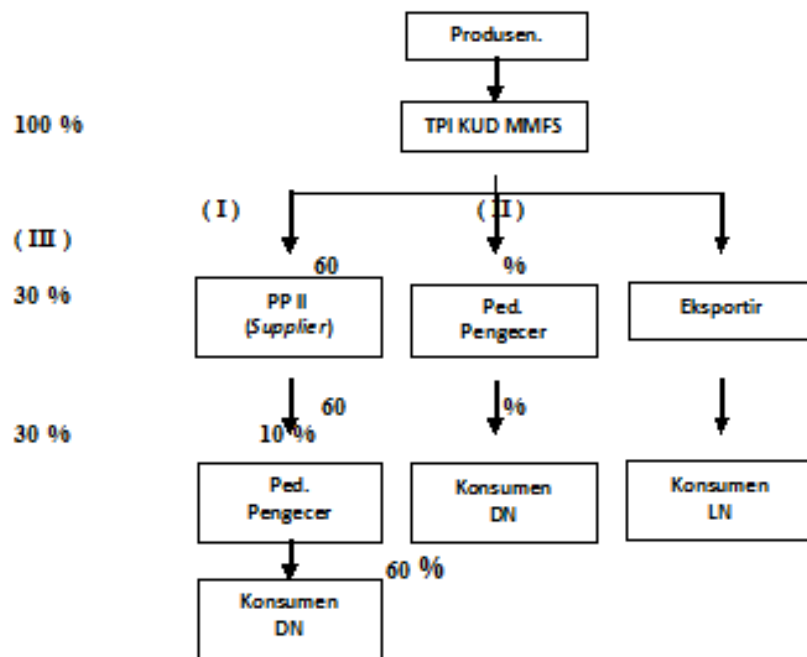 Produsen.
100 %
TPI KUD MMFS
( I )
( II )
( III )
60
%
30 %
PP II
(Supplier)
Ped.
Pengecer
Eksportir
60
%
30 %
10 %
Ped.
Pengecer
Konsumen
DN
Konsumen
LN
60 %
Konsumen
DN